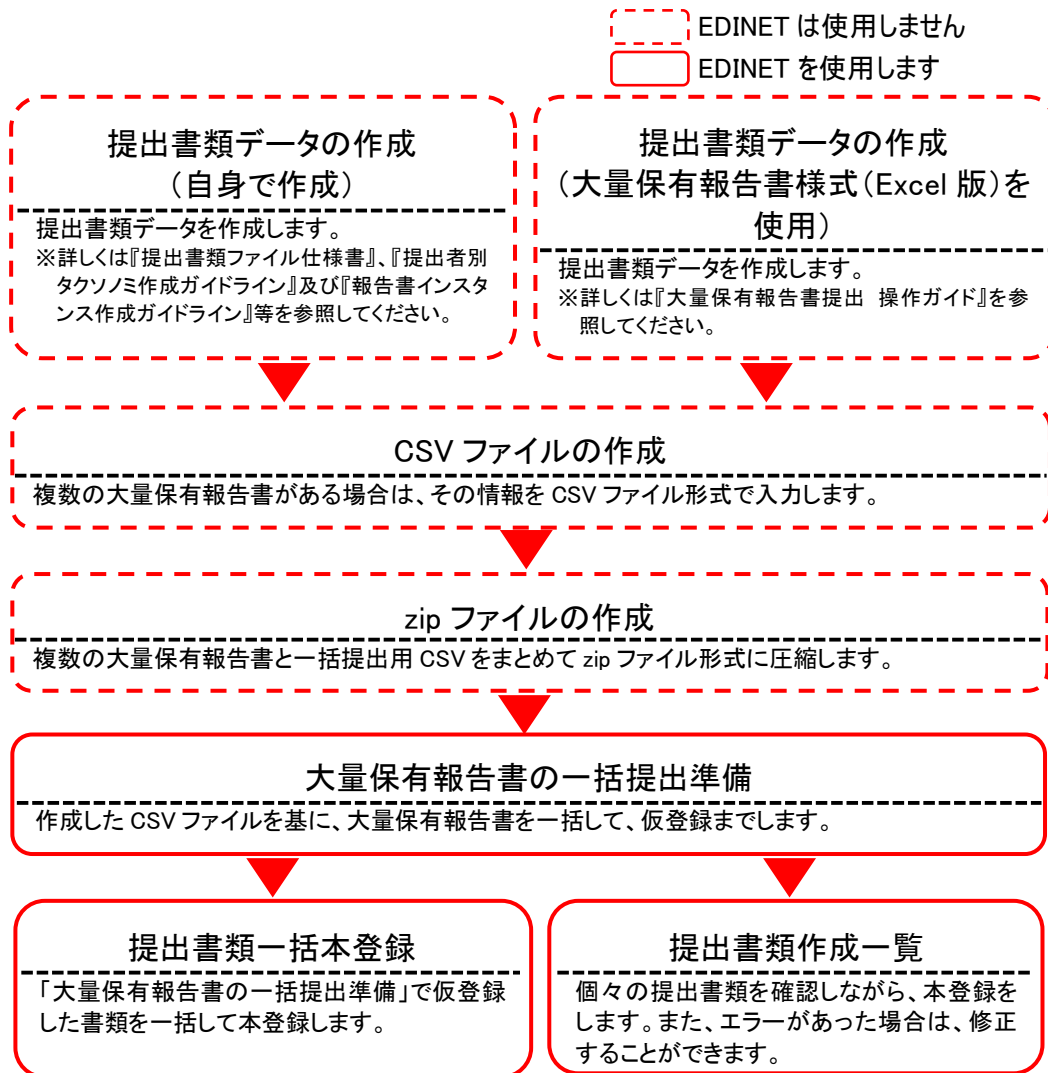 EDINET は使用しません
EDINET を使用します
提出書類データの作成
（自身で作成）
提出書類データを作成します。
※詳しくは『提出書類ファイル仕様書』、『提出者別
タクソノミ作成ガイドライン』及び『報告書インスタ
ンス作成ガイドライン』等を参照してください。
提出書類データの作成
（大量保有報告書様式（Excel 版）を
使用）
提出書類データを作成します。
※詳しくは『大量保有報告書提出 操作ガイド』を参
照してください。
CSV ファイルの作成
複数の大量保有報告書がある場合は、その情報を CSV ファイル形式で入力します。
zip ファイルの作成
複数の大量保有報告書と一括提出用 CSV をまとめて zip ファイル形式に圧縮します。
大量保有報告書の一括提出準備
作成した CSV ファイルを基に、大量保有報告書を一括して、仮登録までします。
提出書類一括本登録
「大量保有報告書の一括提出準備」で仮登録
した書類を一括して本登録します。
提出書類作成一覧
個々の提出書類を確認しながら、本登録を
します。また、エラーがあった場合は、修正
することができます。